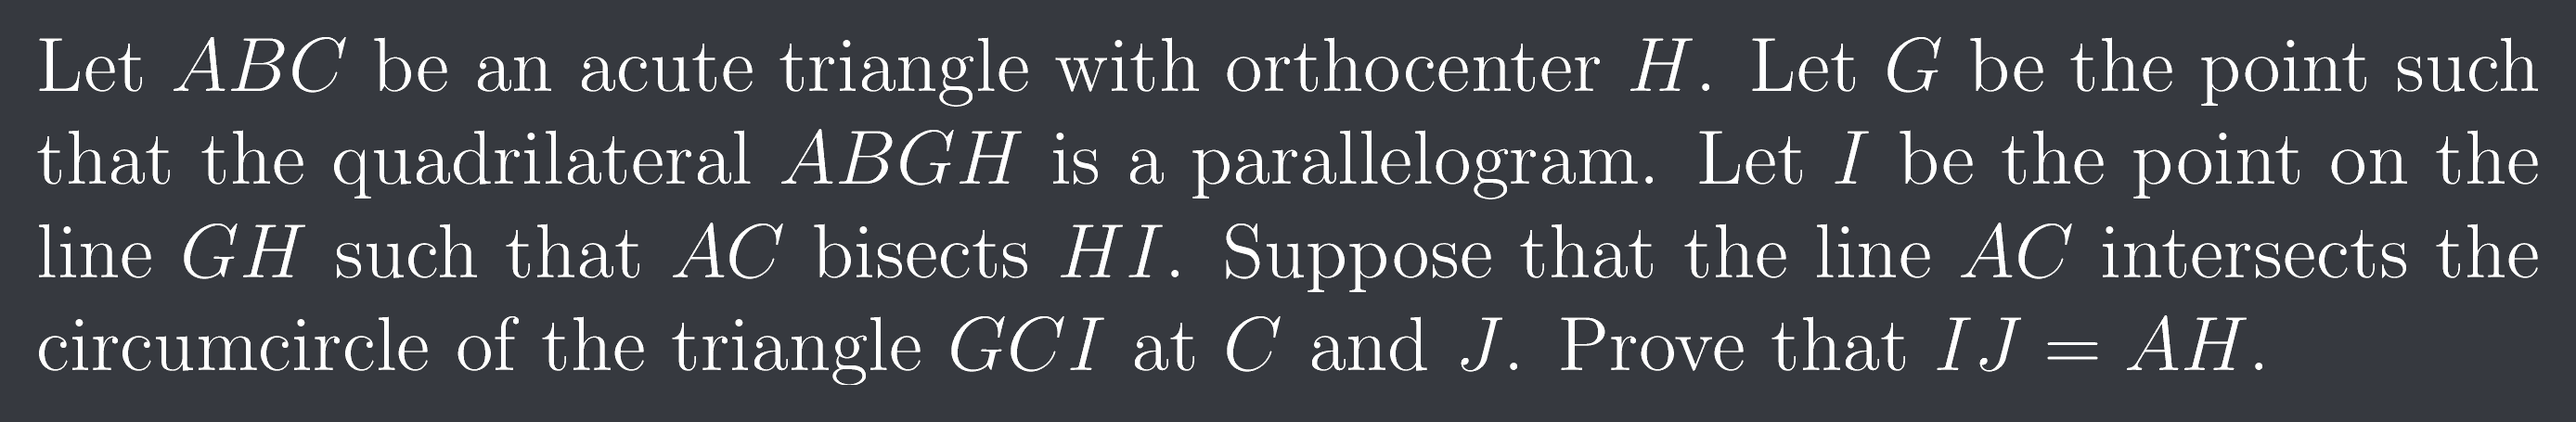 Let ABC be an acute triangle with orthocenter H. Let G be the point such
that the quadrilateral ABGH is a parallelogram. Let I be the point on the
line GH such that AC bisects HI. Suppose that the line AC intersects the
circumcircle of the triangle GCI at C and J. Prove that IJ = AH.